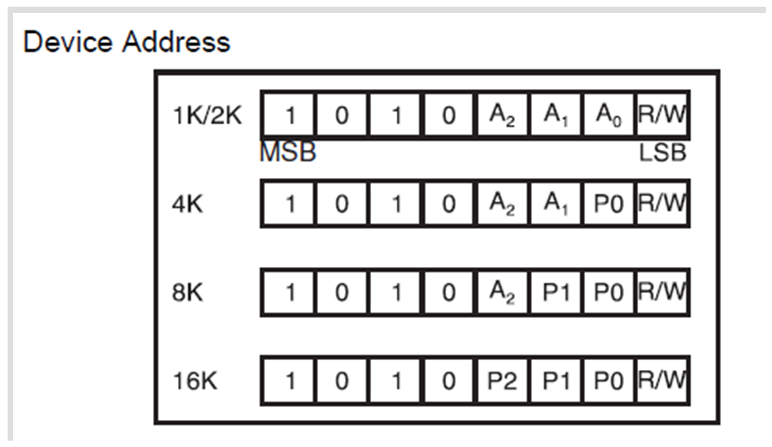 Device Address
1K/2K 1 0 1 0 A₂ A₁ A₀ R/W
MSB LSB
4K 1 0 1 0 A₂ A₁ P0 R/W
8K 1 0 1 0 A₂ P1 P0 R/W
16K 1 0 1 0 P2 P1 P0 R/W